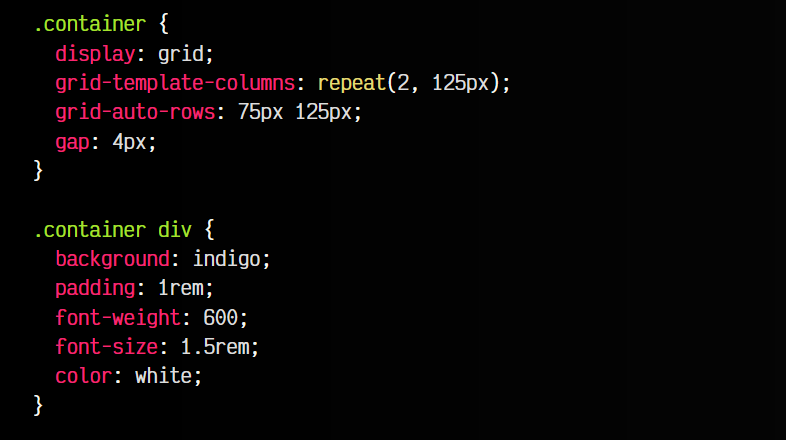 .container {
  display: grid;
  grid-template-columns: repeat(2, 125px);
  grid-auto-rows: 75px 125px;
  gap: 4px;
}

.container div {
  background: indigo;
  padding: 1rem;
  font-weight: 600;
  font-size: 1.5rem;
  color: white;
}